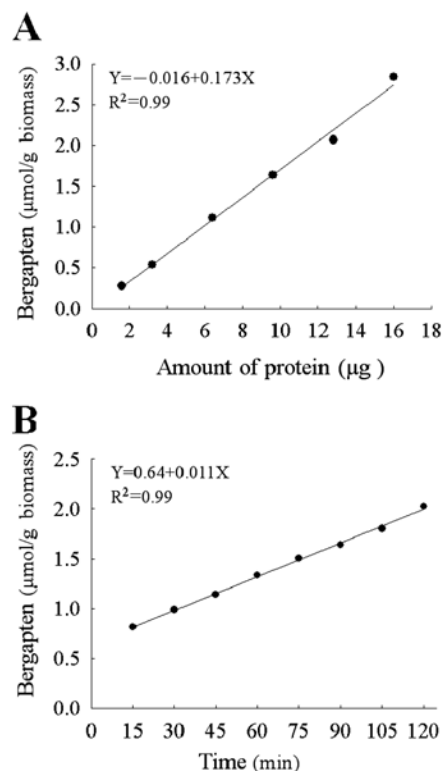 A
Y=−0.016+0.173X
R²=0.99
3.0
2.5
2.0
1.5
1.0
0.5
0.0
Bergapten (μmol/g biomass)
0 2 4 6 8 10 12 14 16 18
Amount of protein (μg )
B
Y=0.64+0.011X
R²=0.99
2.5
2.0
1.5
1.0
0.5
0.0
Bergapten (μmol/g biomass)
0 15 30 45 60 75 90 105 120
Time (min)